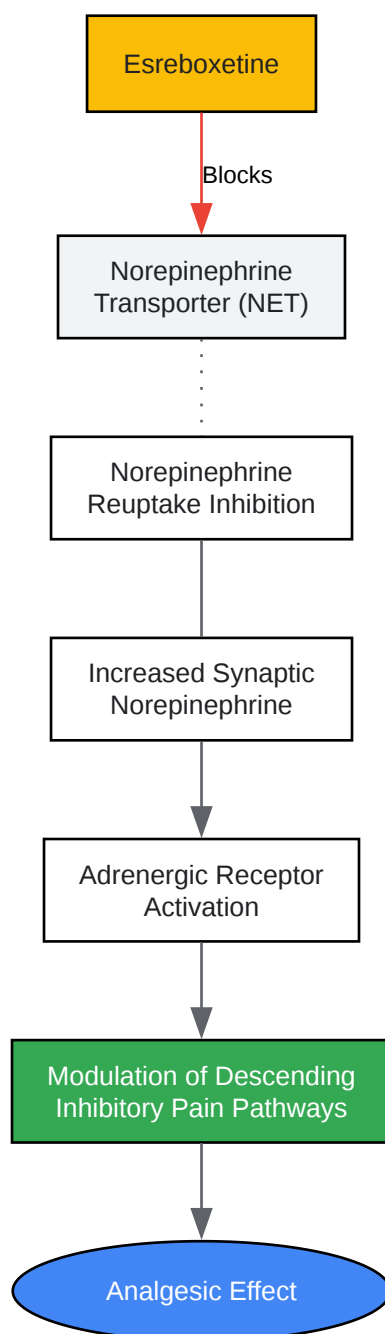 Esreboxetine
Blocks
Norepinephrine
Transporter (NET)
Norepinephrine
Reuptake Inhibition
Increased Synaptic
Norepinephrine
Adrenergic Receptor
Activation
Modulation of Descending
Inhibitory Pain Pathways
Analgesic Effect